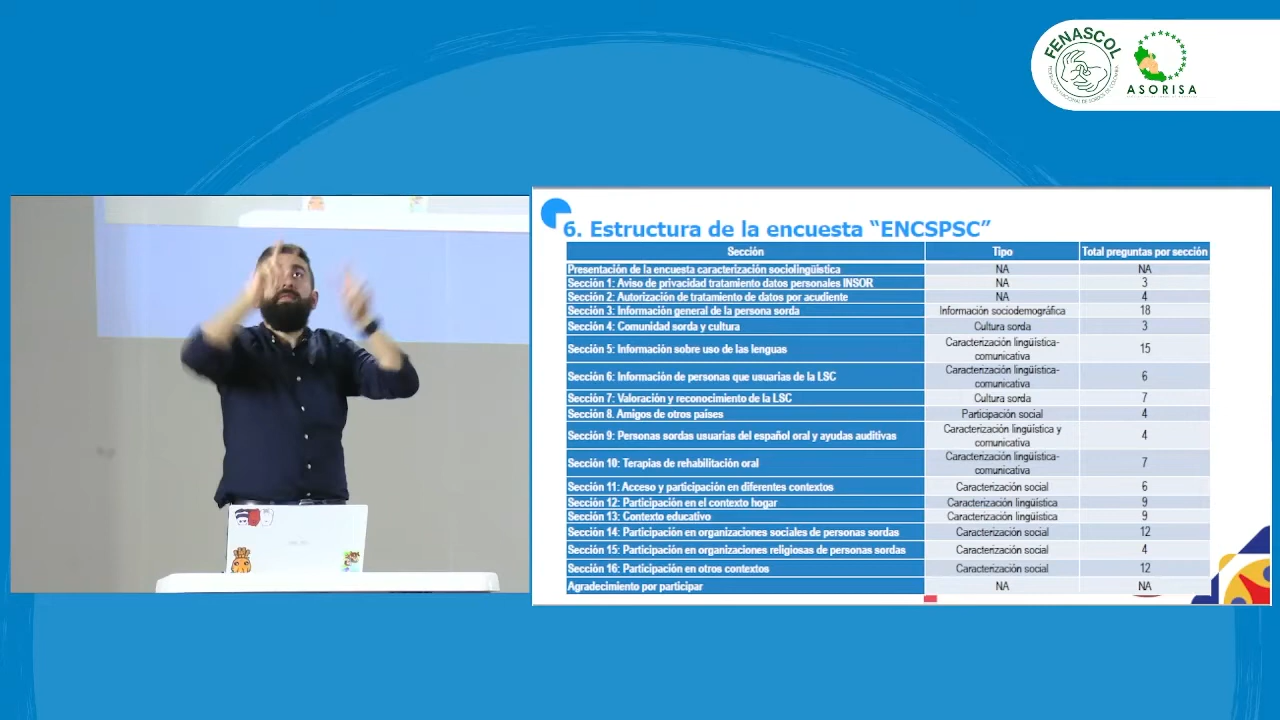 FENASCOL
ASORISA
6. Estructura de la encuesta “ENCSPSC”
Sección Tipo Total preguntas por sección
Presentación de la encuesta caracterización sociolingüística NA NA
Sección 1: Aviso de privacidad tratamiento datos personales INSOR NA 3
Sección 2: Autorización de tratamiento de datos por acudiente NA 4
Sección 3: Información general de la persona sorda Información sociodemográfica 18
Sección 4: Comunidad sorda y cultura Cultura sorda 3
Sección 5: Información sobre uso de las lenguas Caracterización lingüística-
comunicativa 15
Sección 6: Información de personas que usuarias de la LSC Caracterización lingüística-
comunicativa 6
Sección 7: Valoración y reconocimiento de la LSC Cultura sorda 7
Sección 8. Amigos de otros países Participación social 4
Sección 9: Personas sordas usuarias del español oral y ayudas auditivas Caracterización lingüística y
comunicativa 4
Sección 10: Terapias de rehabilitación oral Caracterización lingüística-
comunicativa 7
Sección 11: Acceso y participación en diferentes contextos Caracterización social 6
Sección 12: Participación en el contexto hogar Caracterización lingüística 9
Sección 13: Contexto educativo Caracterización lingüística 9
Sección 14: Participación en organizaciones sociales de personas sordas Caracterización social 12
Sección 15: Participación en organizaciones religiosas de personas sordas Caracterización social 4
Sección 16: Participación en otros contextos Caracterización social 12
Agradecimiento por participar NA NA